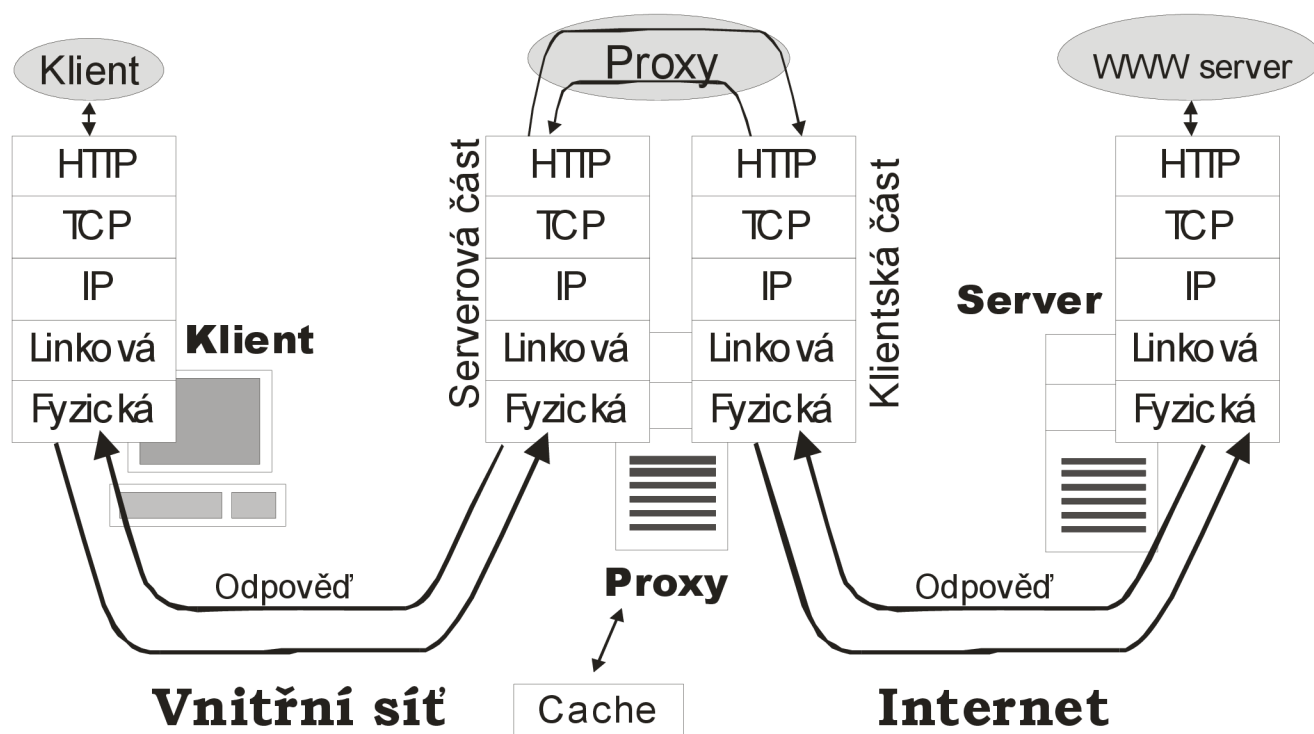 Klient
Proxy
WWW server
HTTP
TCP
IP
Linková
Fyzická
Klient
Serverová část
HTTP
TCP
IP
Linková
Fyzická
HTTP
TCP
IP
Linková
Fyzická
Klientská část
Server
HTTP
TCP
IP
Linková
Fyzická
Odpověď
Proxy
Odpověď
Vnitřní síť
Cache
Internet